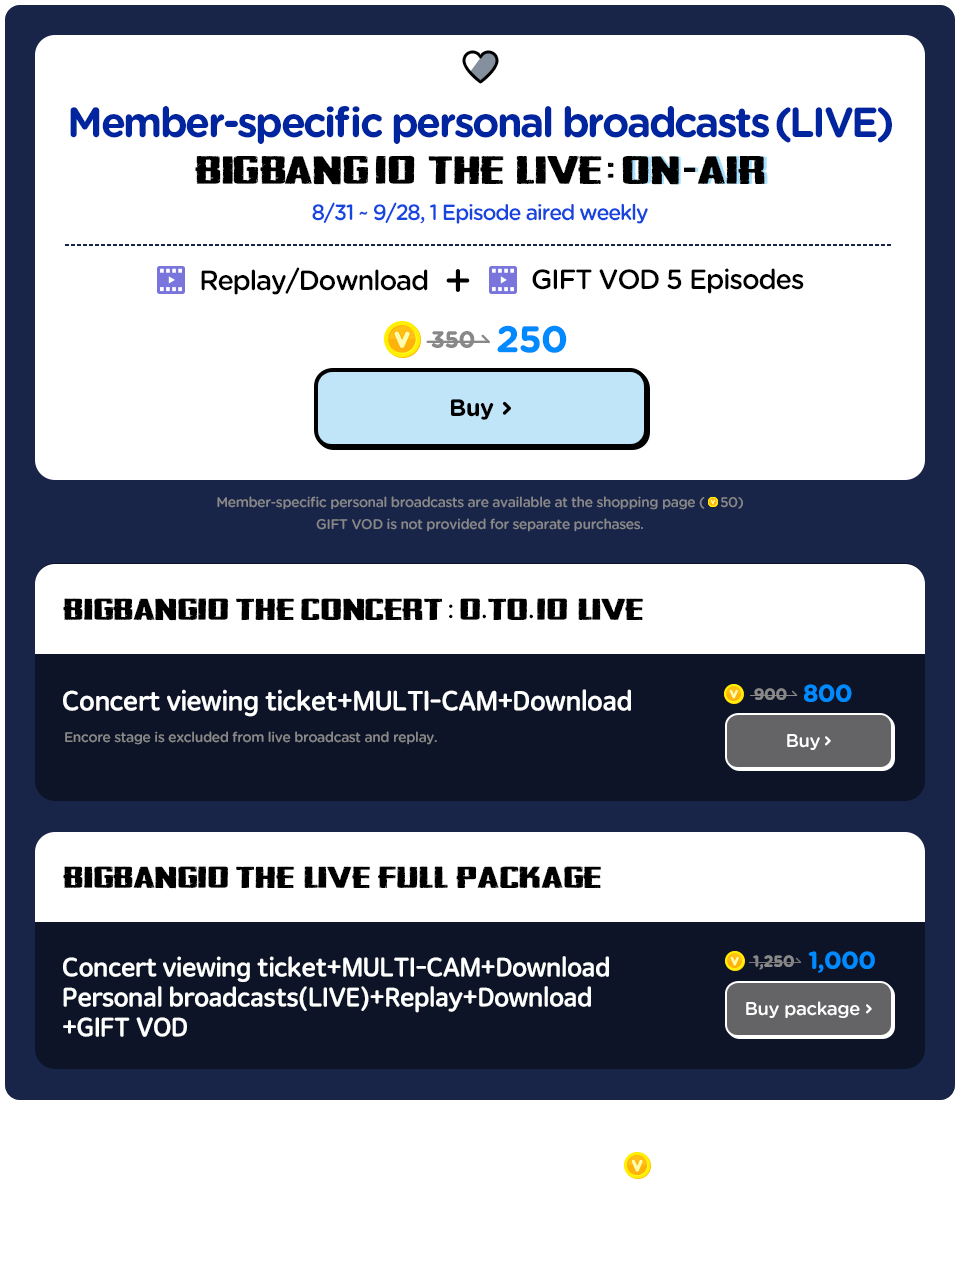 Member-specific personal broadcasts (LIVE)
BIGBANG10 THE LIVE : ON-AIR
8/31 ~ 9/28, 1 Episode aired weekly
Replay/Download + GIFT VOD 5 Episodes
V 350 250
Buy >
Member-specific personal broadcasts are available at the shopping page ( V 50)
GIFT VOD is not provided for separate purchases.
BIGBANG10 THE CONCERT : 0.TO.10 LIVE
Concert viewing ticket+MULTI-CAM+Download
V 900 800
Encore stage is excluded from live broadcast and replay.
Buy >
BIGBANG10 THE LIVE FULL PACKAGE
Concert viewing ticket+MULTI-CAM+Download
Personal broadcasts(LIVE)+Replay+Download
+GIFT VOD
V 1,250 1,000
Buy package >
V